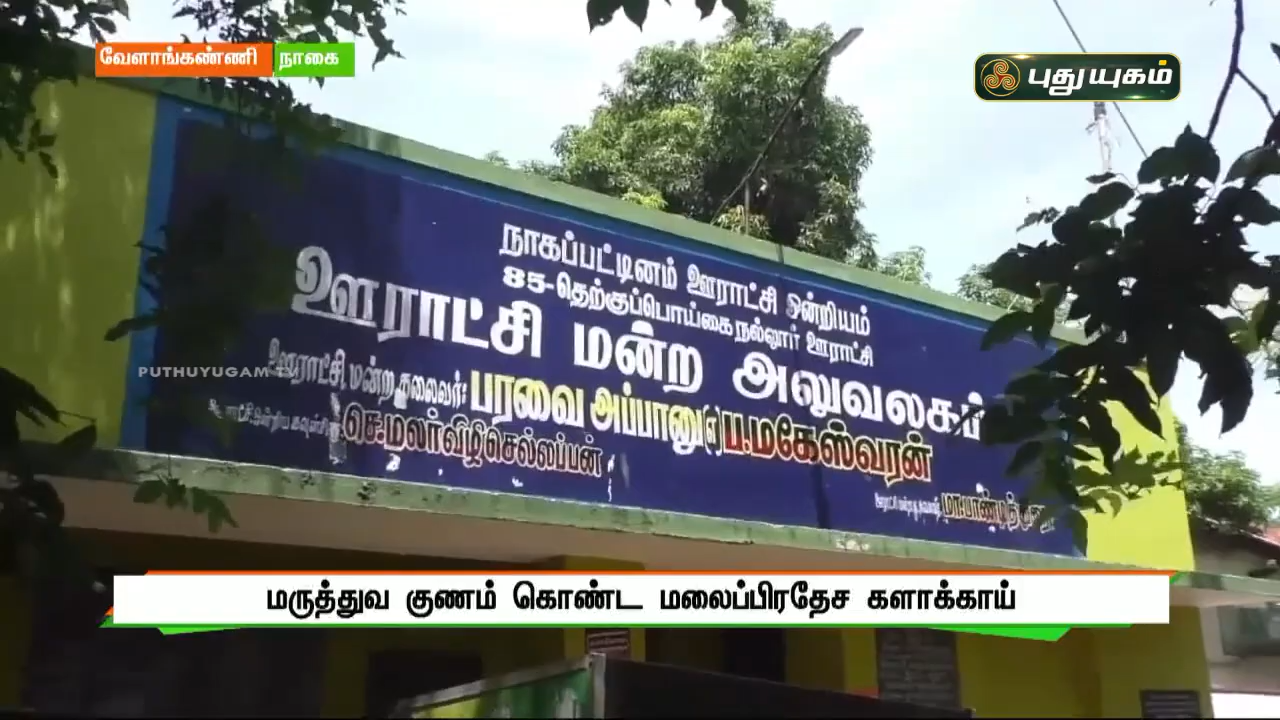 வேளாங்கண்ணி நாகை
புதுயுகம்
நாகப்பட்டினம் ஊராட்சி ஒன்றியம்
85-தெற்குப்பொய்கைநல்லூர் ஊராட்சி
ஊராட்சி மன்ற அலுவலகம்
ஊராட்சி மன்ற தலைவர்: பரவை அப்பானு(எ)ப.மகேஸ்வரன்
செ.மலர்விழிசெல்லப்பன்
PUTHUYUGAM TV
மருத்துவ குணம் கொண்ட மலைப்பிரதேச களாக்காய்